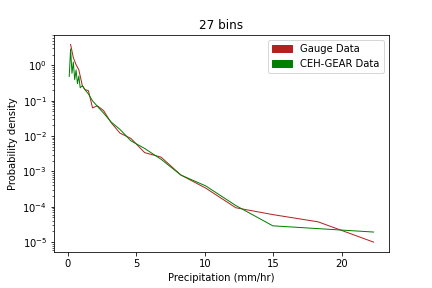 27 bins
Gauge Data
CEH-GEAR Data
Probability density
10⁰
10⁻¹
10⁻²
10⁻³
10⁻⁴
10⁻⁵
0 5 10 15 20
Precipitation (mm/hr)